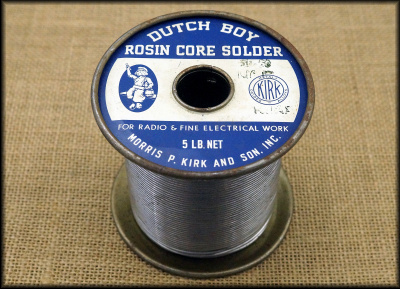 DUTCH BOY
ROSIN CORE SOLDER
KIRK
FOR RADIO & FINE ELECTRICAL WORK
5 LB. NET
MORRIS P. KIRK AND SON, INC.